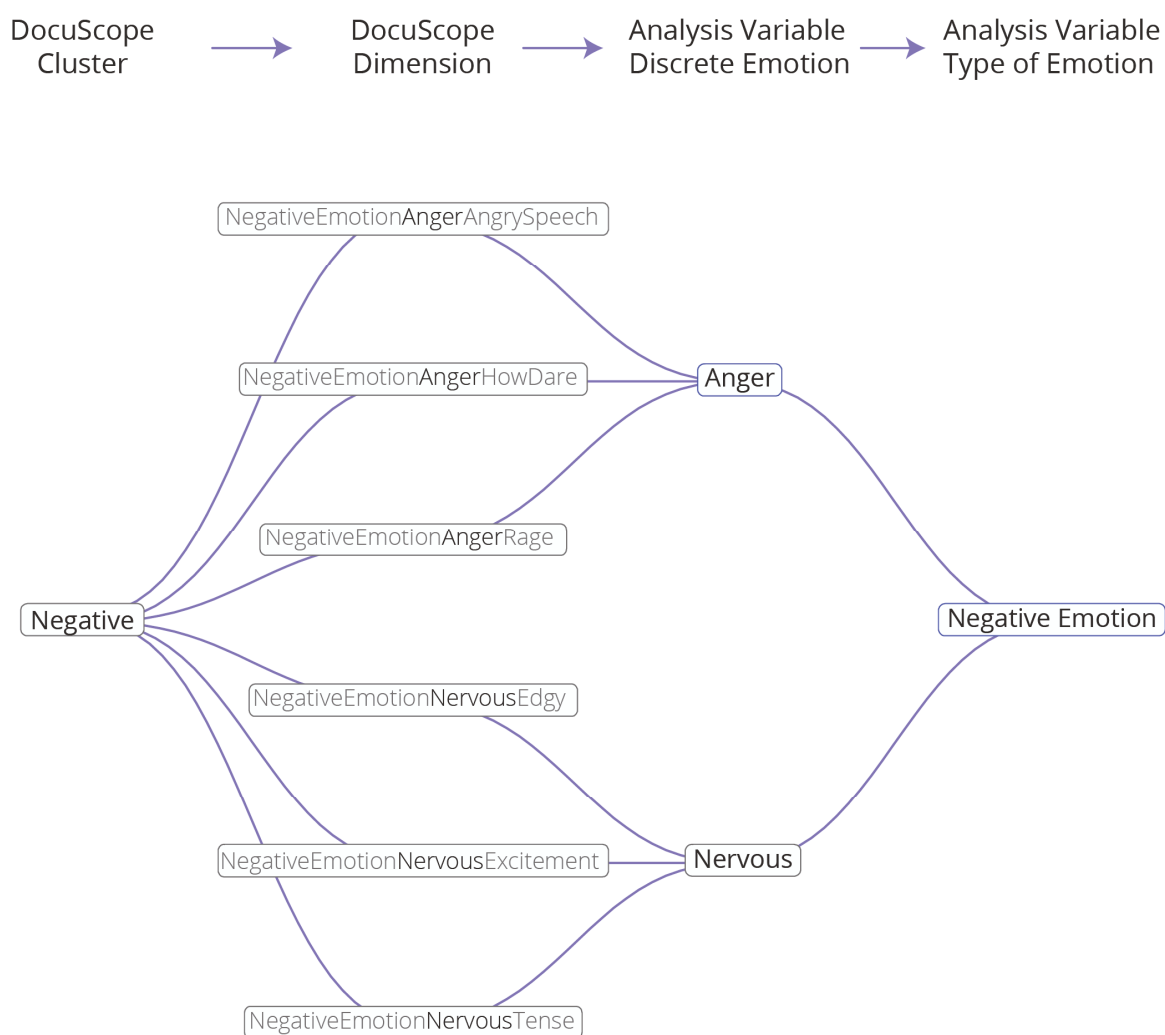 DocuScope
Cluster
DocuScope
Dimension
Analysis Variable
Discrete Emotion
Analysis Variable
Type of Emotion
NegativeEmotionAngerAngrySpeech
NegativeEmotionAngerHowDare
Anger
NegativeEmotionAngerRage
Negative
Negative Emotion
NegativeEmotionNervousEdgy
NegativeEmotionNervousExcitement
Nervous
NegativeEmotionNervousTense